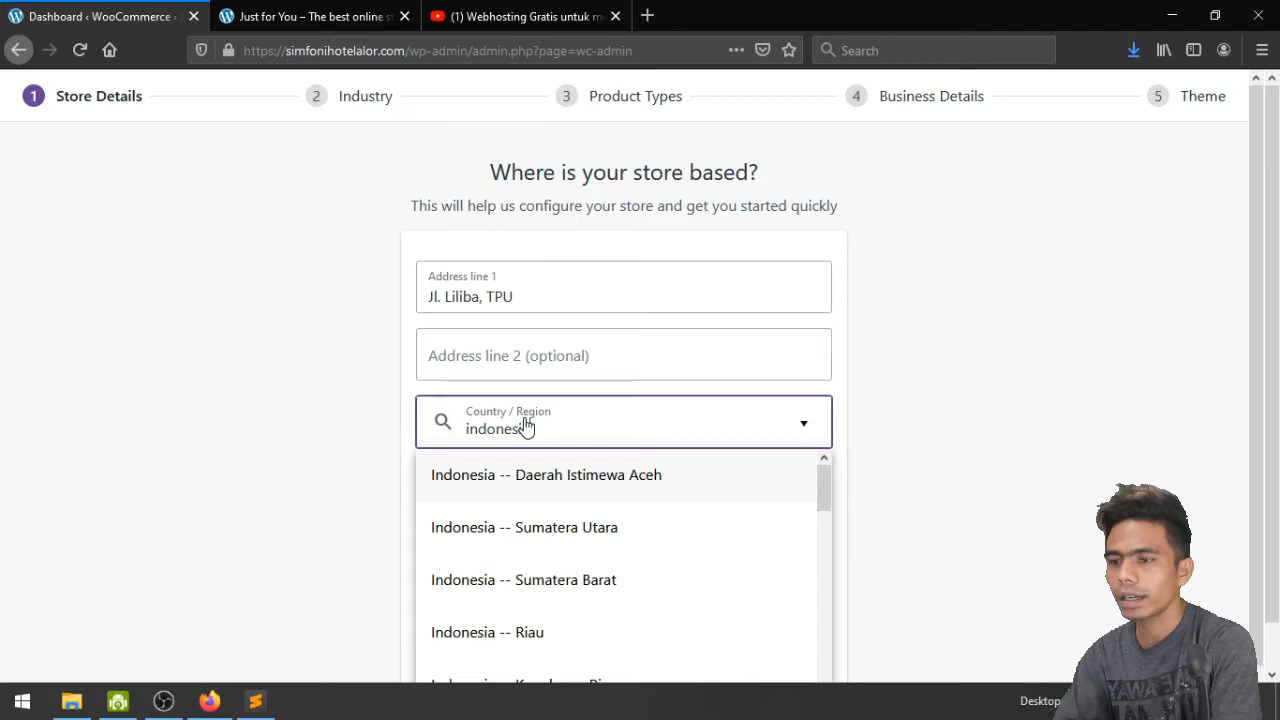 Dashboard ‹ WooCommerce ‹
Just for You – The best online st
(1) Webhosting Gratis untuk m
https://simfonihotelalor.com/wp-admin/admin.php?page=wc-admin
Search
1 Store Details
2 Industry
3 Product Types
4 Business Details
5 Theme
Where is your store based?
This will help us configure your store and get you started quickly
Address line 1
Jl. Liliba, TPU
Address line 2 (optional)
Country / Region
indonesi
Indonesia -- Daerah Istimewa Aceh
Indonesia -- Sumatera Utara
Indonesia -- Sumatera Barat
Indonesia -- Riau
Desktop